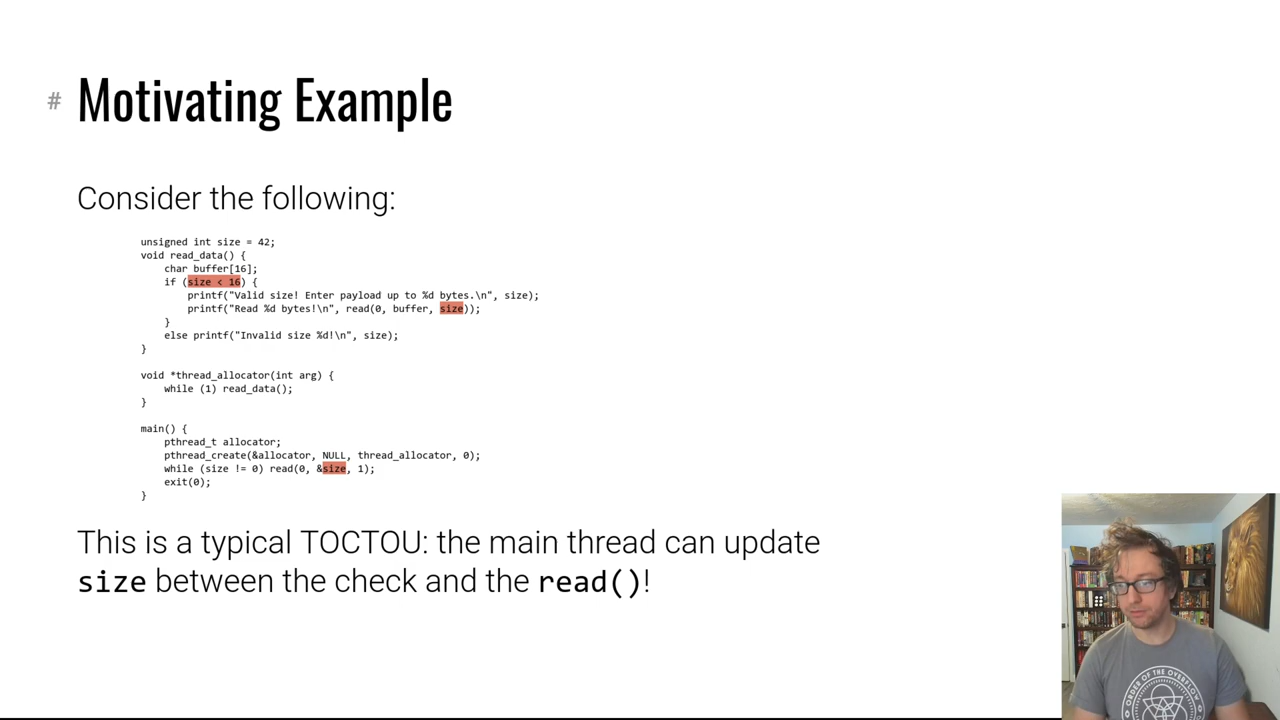 # Motivating Example
Consider the following:
unsigned int size = 42;
void read_data() {
    char buffer[16];
    if (size < 16) {
        printf("Valid size! Enter payload up to %d bytes.\n", size);
        printf("Read %d bytes!\n", read(0, buffer, size));
    }
    else printf("Invalid size %d!\n", size);
}
void *thread_allocator(int arg) {
    while (1) read_data();
}
main() {
    pthread_t allocator;
    pthread_create(&allocator, NULL, thread_allocator, 0);
    while (size != 0) read(0, &size, 1);
    exit(0);
}
This is a typical TOCTOU: the main thread can update
size between the check and the read()!
ORDER OF THE OVERFLOW